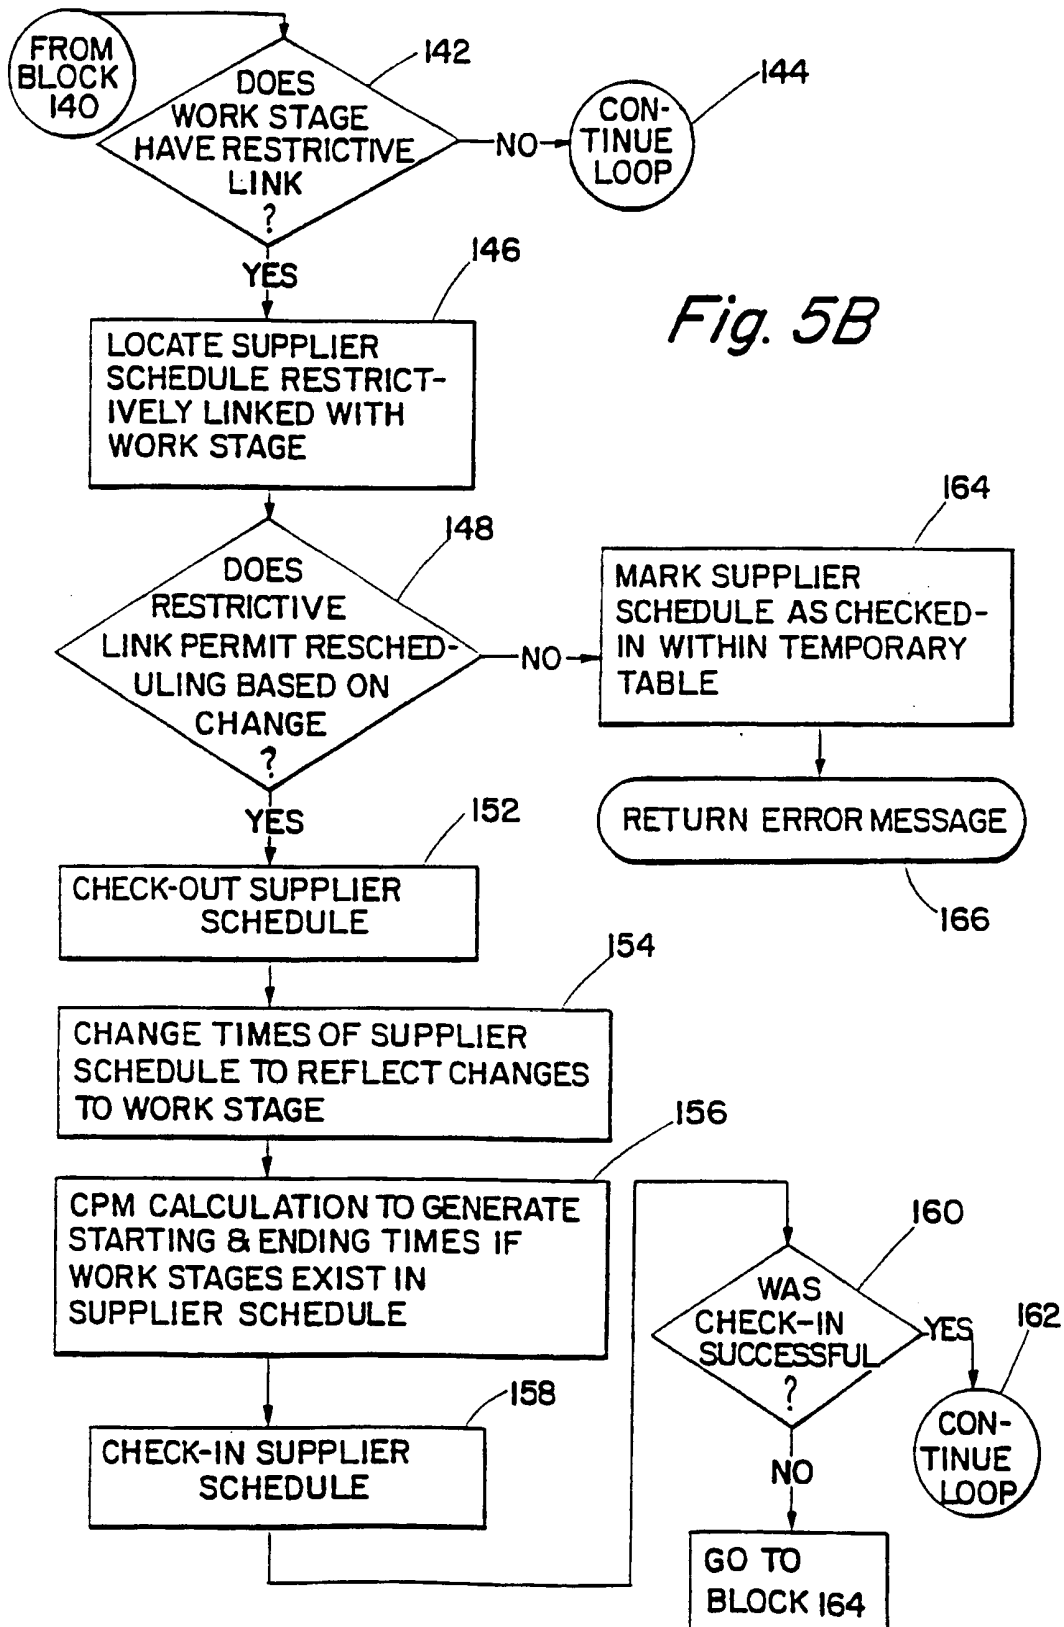 FROM
BLOCK
140
142
DOES
WORK STAGE
HAVE RESTRICTIVE
LINK
?
NO
144
CON-
TINUE
LOOP
YES
146
Fig. 5B
LOCATE SUPPLIER
SCHEDULE RESTRICT-
IVELY LINKED WITH
WORK STAGE
148
DOES
RESTRICTIVE
LINK PERMIT RESCHED-
ULING BASED ON
CHANGE
?
NO
164
MARK SUPPLIER
SCHEDULE AS CHECKED-
IN WITHIN TEMPORARY
TABLE
RETURN ERROR MESSAGE
166
YES
152
CHECK-OUT SUPPLIER
SCHEDULE
154
CHANGE TIMES OF SUPPLIER
SCHEDULE TO REFLECT CHANGES
TO WORK STAGE
156
CPM CALCULATION TO GENERATE
STARTING & ENDING TIMES IF
WORK STAGES EXIST IN
SUPPLIER SCHEDULE
158
CHECK-IN SUPPLIER
SCHEDULE
160
WAS
CHECK-IN
SUCCESSFUL
?
YES
162
CON-
TINUE
LOOP
NO
GO TO
BLOCK 164